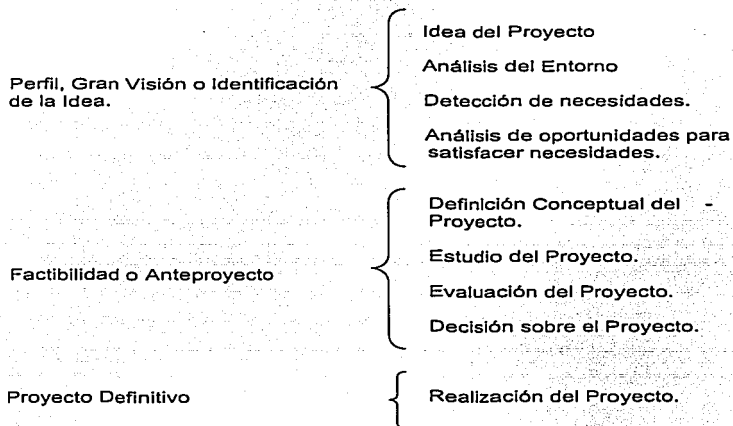 Perfil, Gran Visión o Identificación
de la Idea.
Idea del Proyecto
Análisis del Entorno
Detección de necesidades.
Análisis de oportunidades para
satisfacer necesidades.
Factibilidad o Anteproyecto
Definición Conceptual del -
Proyecto.
Estudio del Proyecto.
Evaluación del Proyecto.
Decisión sobre el Proyecto.
Proyecto Definitivo
Realización del Proyecto.